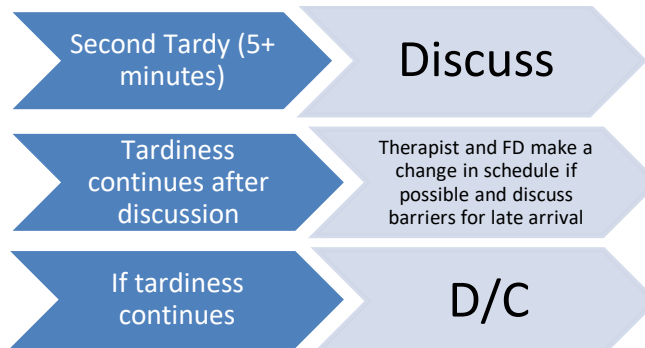 Second Tardy (5+
minutes)
Discuss
Tardiness
continues after
discussion
Therapist and FD make a
change in schedule if
possible and discuss
barriers for late arrival
If tardiness
continues
D/C